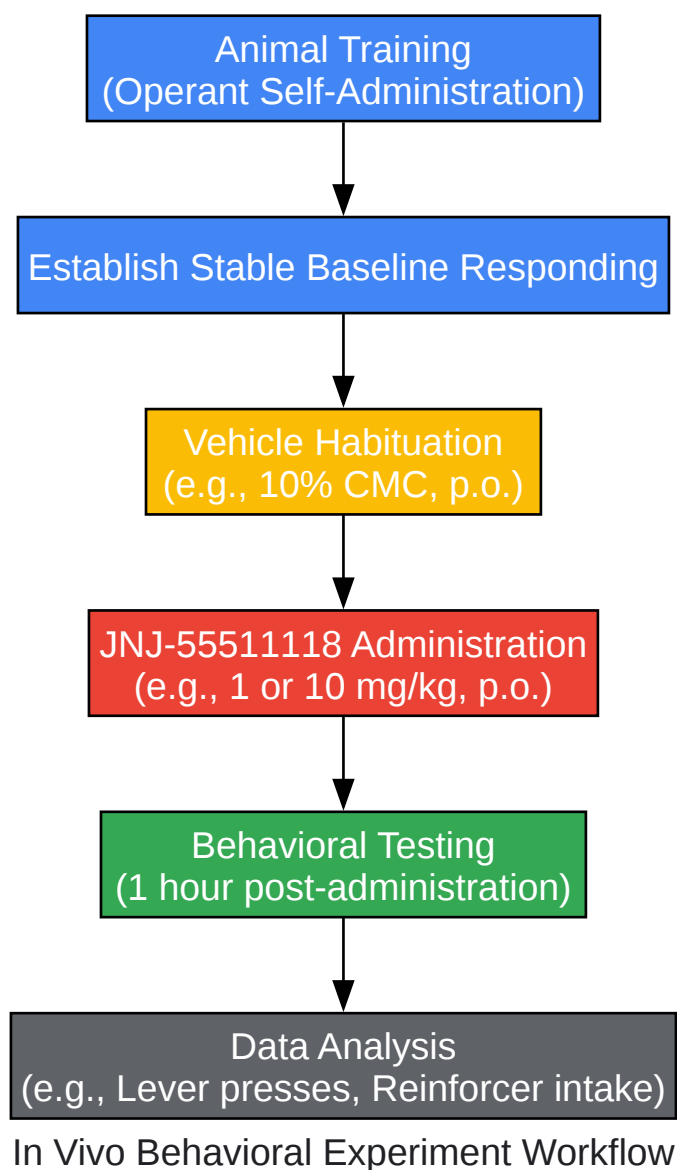 Animal Training
(Operant Self-Administration)
Establish Stable Baseline Responding
Vehicle Habituation
(e.g., 10% CMC, p.o.)
JNJ-55511118 Administration
(e.g., 1 or 10 mg/kg, p.o.)
Behavioral Testing
(1 hour post-administration)
Data Analysis
(e.g., Lever presses, Reinforcer intake)
In Vivo Behavioral Experiment Workflow